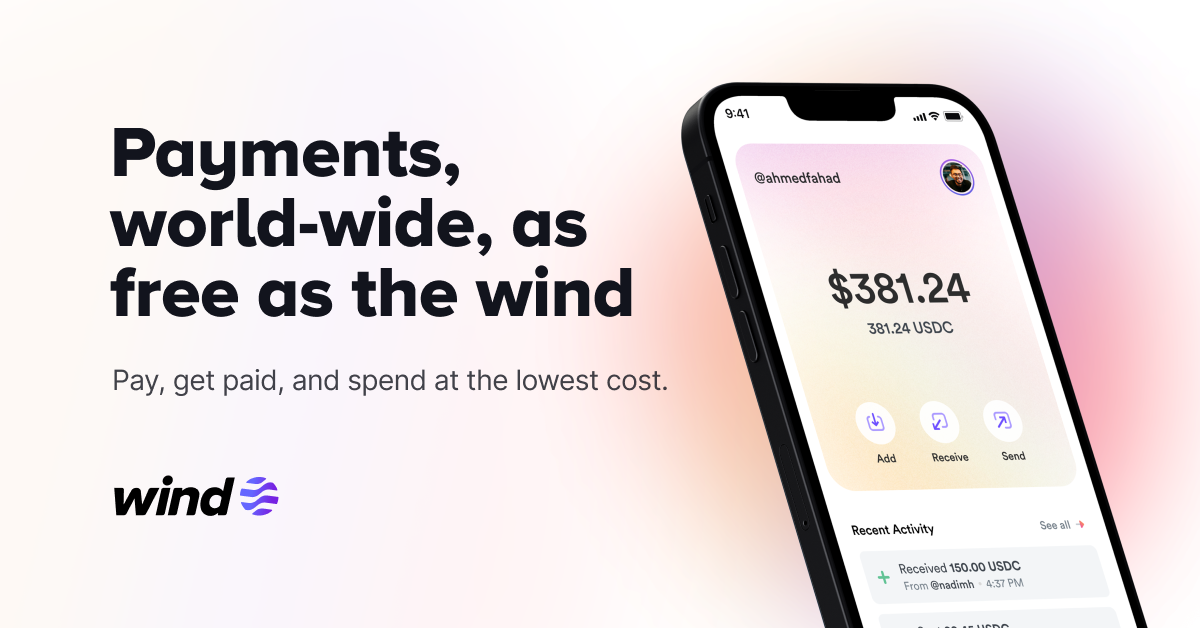 Payments,
world-wide, as
free as the wind
Pay, get paid, and spend at the lowest cost.
wind
9:41
@ahmedfahad
$381.24
381.24 USDC
Add
Receive
Send
Recent Activity
See all
Received 150.00 USDC
From @nadimh • 4:37 PM